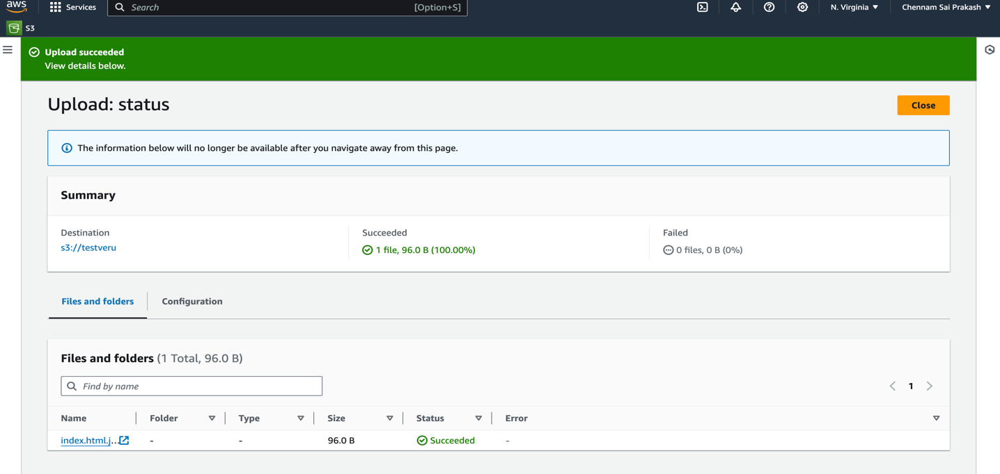 aws
Services
Search
[Option+S]
N. Virginia
Chennam Sai Prakash
S3
Upload succeeded
View details below.
Upload: status
Close
The information below will no longer be available after you navigate away from this page.
Summary
Destination
s3://testveru
Succeeded
1 file, 96.0 B (100.00%)
Failed
0 files, 0 B (0%)
Files and folders
Configuration
Files and folders (1 Total, 96.0 B)
Find by name
1
Name
Folder
Type
Size
Status
Error
index.html.j...
-
-
96.0 B
Succeeded
-